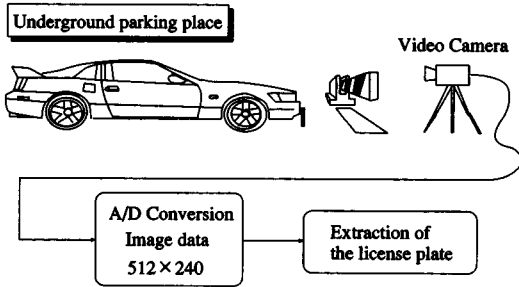 Underground parking place
Video Camera
A/D Conversion
Image data
512×240
Extraction of
the license plate